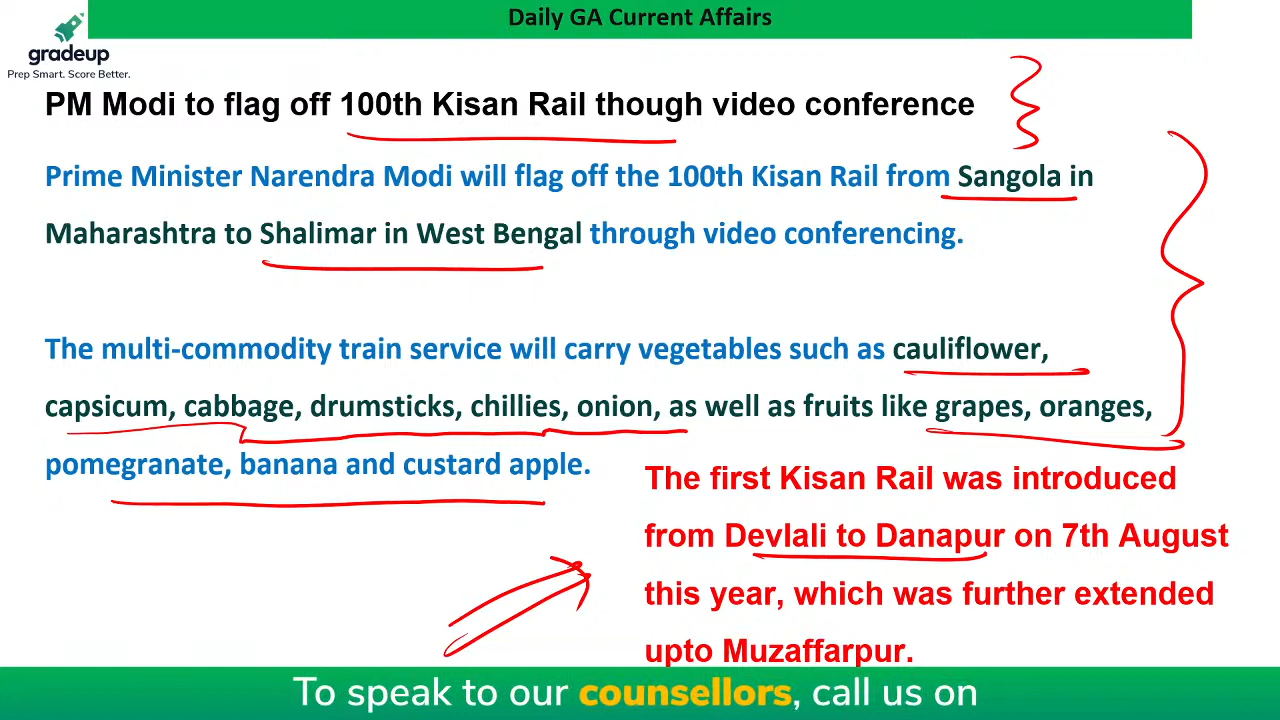 Daily GA Current Affairs
gradeup
Prep Smart. Score Better.
PM Modi to flag off 100th Kisan Rail though video conference
Prime Minister Narendra Modi will flag off the 100th Kisan Rail from Sangola in
Maharashtra to Shalimar in West Bengal through video conferencing.
The multi-commodity train service will carry vegetables such as cauliflower,
capsicum, cabbage, drumsticks, chillies, onion, as well as fruits like grapes, oranges,
pomegranate, banana and custard apple.
The first Kisan Rail was introduced
from Devlali to Danapur on 7th August
this year, which was further extended
upto Muzaffarpur.
To speak to our counsellors, call us on